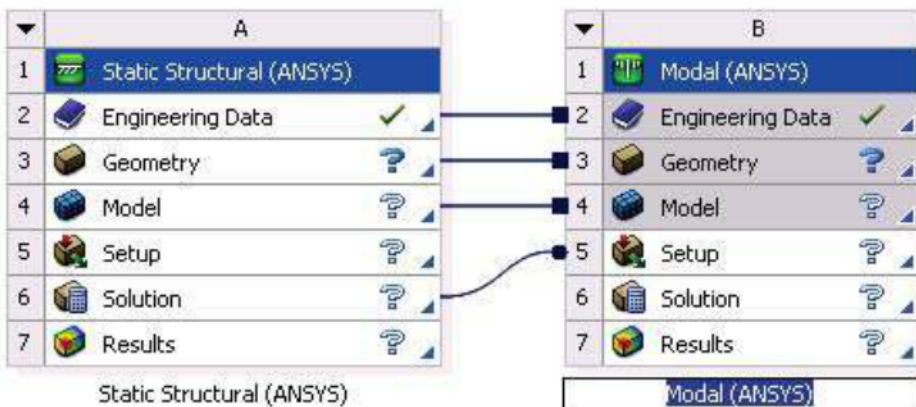 A
1 Static Structural (ANSYS)
2 Engineering Data
3 Geometry ?
4 Model ?
5 Setup ?
6 Solution ?
7 Results ?
Static Structural (ANSYS)
B
1 Modal (ANSYS)
2 Engineering Data
3 Geometry ?
4 Model ?
5 Setup ?
6 Solution ?
7 Results ?
Modal (ANSYS)